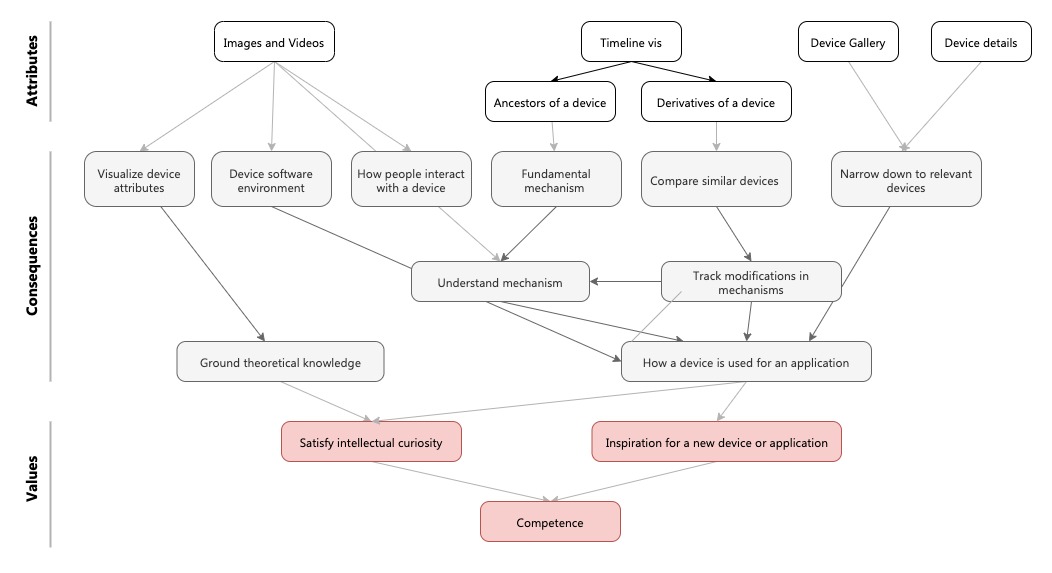 Attributes
Images and Videos
Timeline vis
Device Gallery
Device details
Ancestors of a device
Derivatives of a device
Consequences
Visualize device
attributes
Device software
environment
How people interact
with a device
Fundamental
mechanism
Compare similar devices
Narrow down to relevant
devices
Understand mechanism
Track modifications in
mechanisms
Ground theoretical knowledge
How a device is used for an application
Values
Satisfy intellectual curiosity
Inspiration for a new device or application
Competence